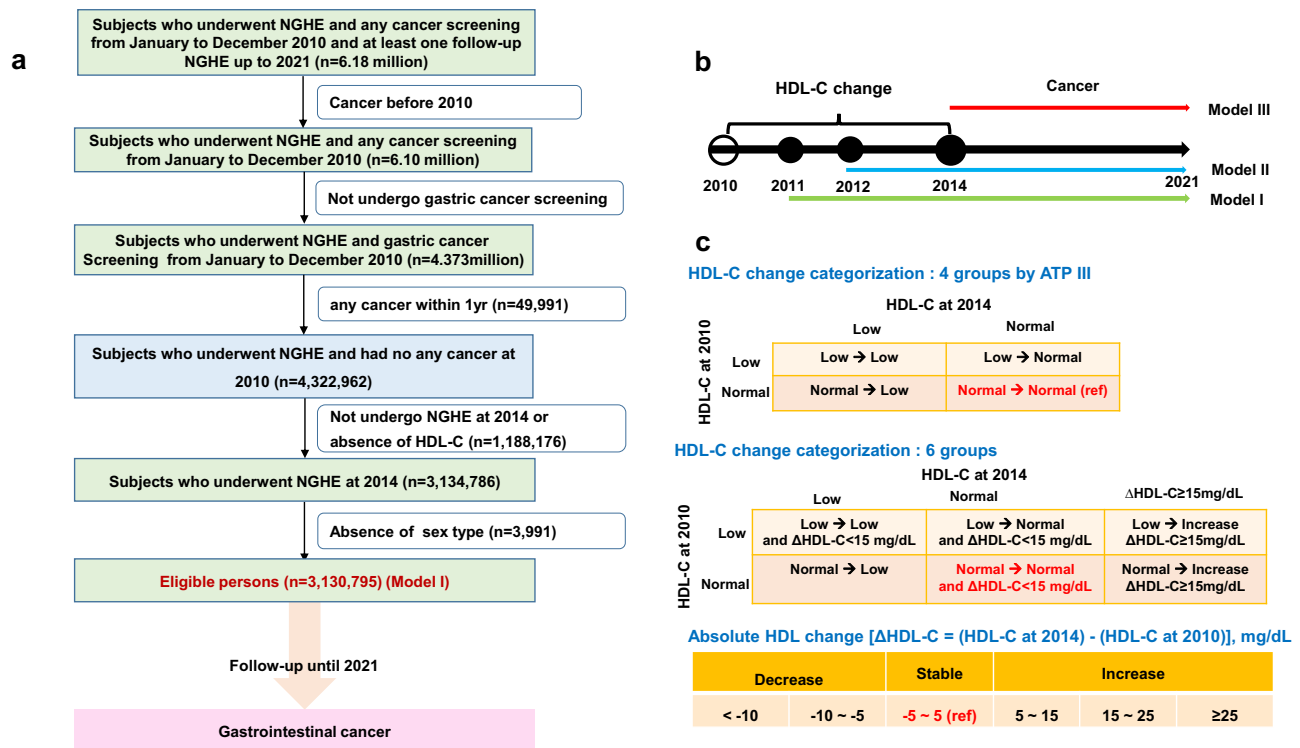 a
Subjects who underwent NGHE and any cancer screening
from January to December 2010 and at least one follow-up
NGHE up to 2021 (n=6.18 million)
Cancer before 2010
Subjects who underwent NGHE and any cancer screening
from January to December 2010 (n=6.10 million)
Not undergo gastric cancer screening
Subjects who underwent NGHE and gastric cancer
Screening from January to December 2010 (n=4.373million)
any cancer within 1yr (n=49,991)
Subjects who underwent NGHE and had no any cancer at
2010 (n=4,322,962)
Not undergo NGHE at 2014 or
absence of HDL-C (n=1,188,176)
Subjects who underwent NGHE at 2014 (n=3,134,786)
Absence of sex type (n=3,991)
Eligible persons (n=3,130,795) (Model I)
Follow-up until 2021
Gastrointestinal cancer
b
HDL-C change
Cancer
Model III
Model II
2010 2011 2012 2014 2021
Model I
c
HDL-C change categorization : 4 groups by ATP III
HDL-C at 2014
Low Normal
HDL-C at 2010
Low Low → Low Low → Normal
Normal Normal → Low Normal → Normal (ref)
HDL-C change categorization : 6 groups
HDL-C at 2014
Low Normal ΔHDL-C≥15mg/dL
HDL-C at 2010
Low Low → Low Low → Normal Low → Increase
and ΔHDL-C<15 mg/dL and ΔHDL-C<15 mg/dL ΔHDL-C≥15mg/dL
Normal Normal → Low Normal → Normal Normal → Increase
and ΔHDL-C<15 mg/dL ΔHDL-C≥15mg/dL
Absolute HDL change [ΔHDL-C = (HDL-C at 2014) - (HDL-C at 2010)], mg/dL
Decrease Stable Increase
< -10 -10 ~ -5 -5 ~ 5 (ref) 5 ~ 15 15 ~ 25 ≥25